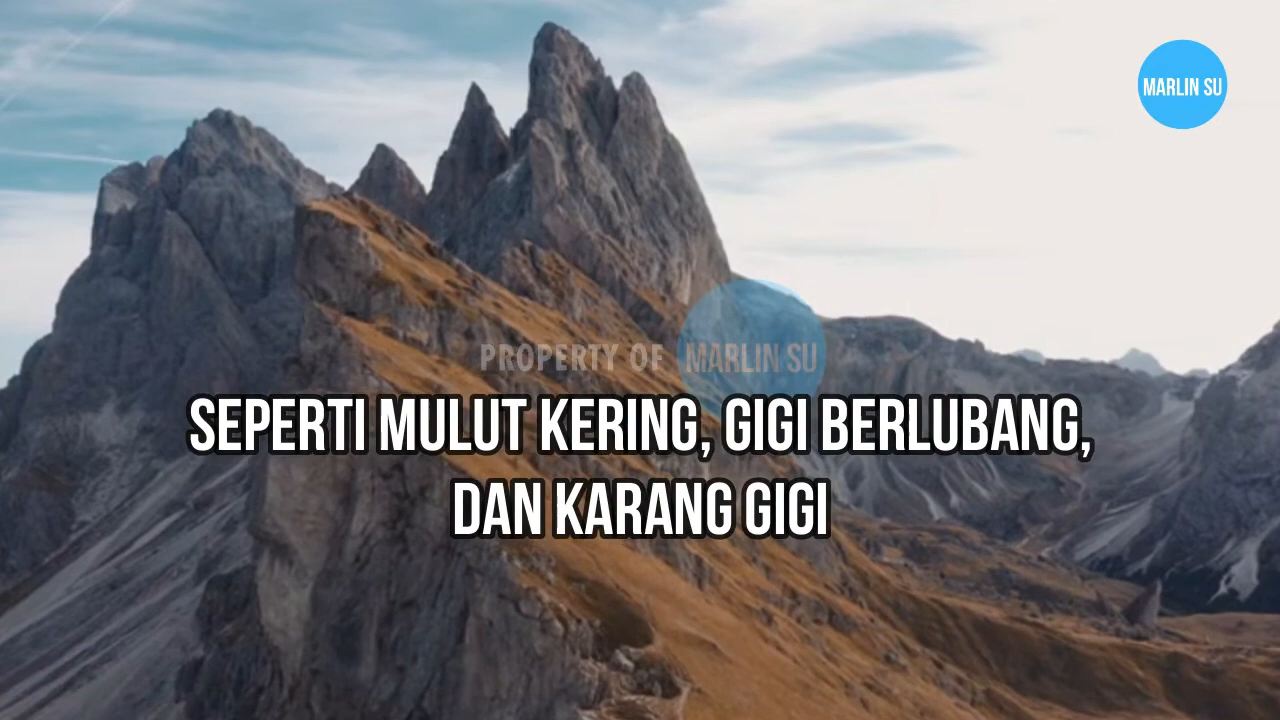 MARLIN SU
PROPERTY OF MARLIN SU
SEPERTI MULUT KERING, GIGI BERLUBANG,
DAN KARANG GIGI